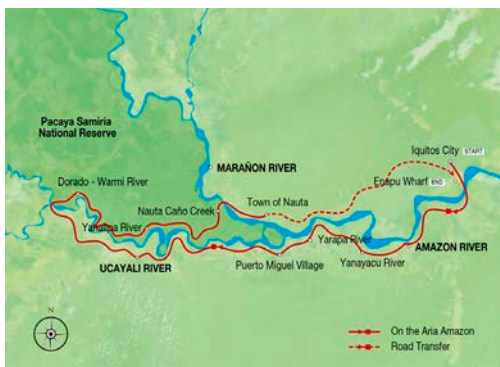 Pacaya Samiria
National Reserve
MARAÑON RIVER
Iquitos City START
Enapu Wharf END
Dorado - Warmi River
Nauta Caño Creek
Town of Nauta
Yanallpa River
Yarapa River
AMAZON RIVER
UCAYALI RIVER
Puerto Miguel Village
Yanayacu River
N
On the Aria Amazon
Road Transfer